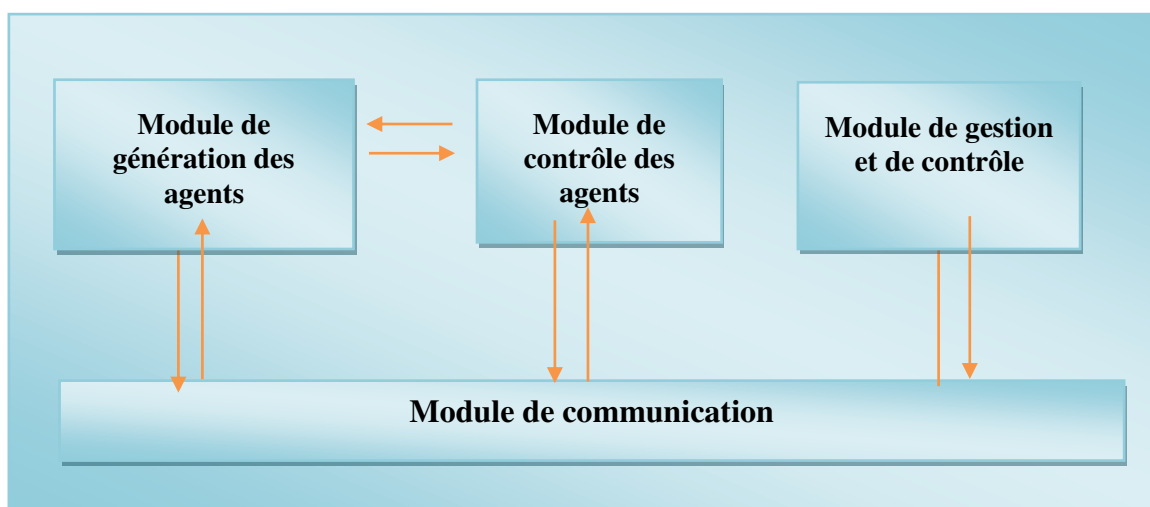 Module de
génération des
agents
Module de
contrôle des
agents
Module de gestion
et de contrôle
Module de communication